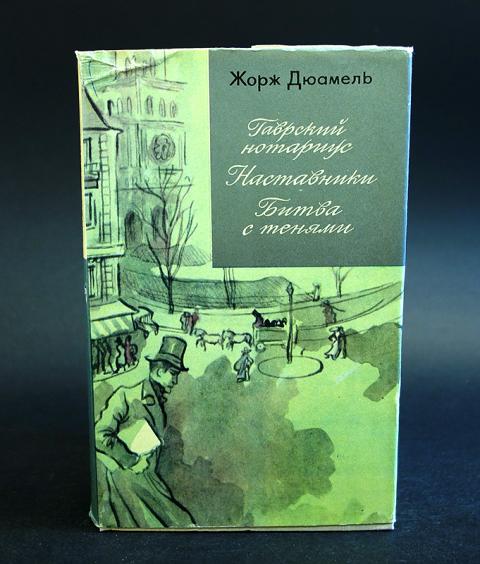 Жорж Дюамель
Гаврский
нотариус
Наставники
Битва
с тенями